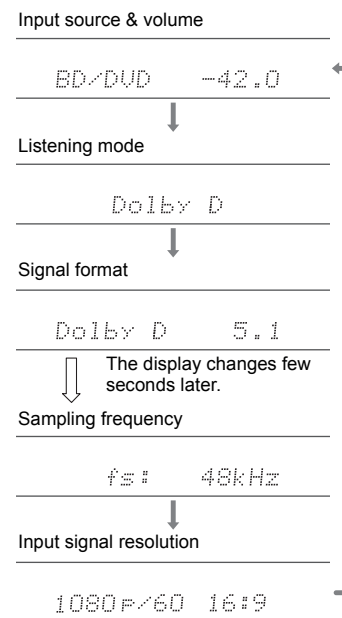 Input source & volume
BD/DVD -42.0
Listening mode
Dolby D
Signal format
Dolby D 5.1
The display changes few
seconds later.
Sampling frequency
fs: 48kHz
Input signal resolution
1080p/60 16:9